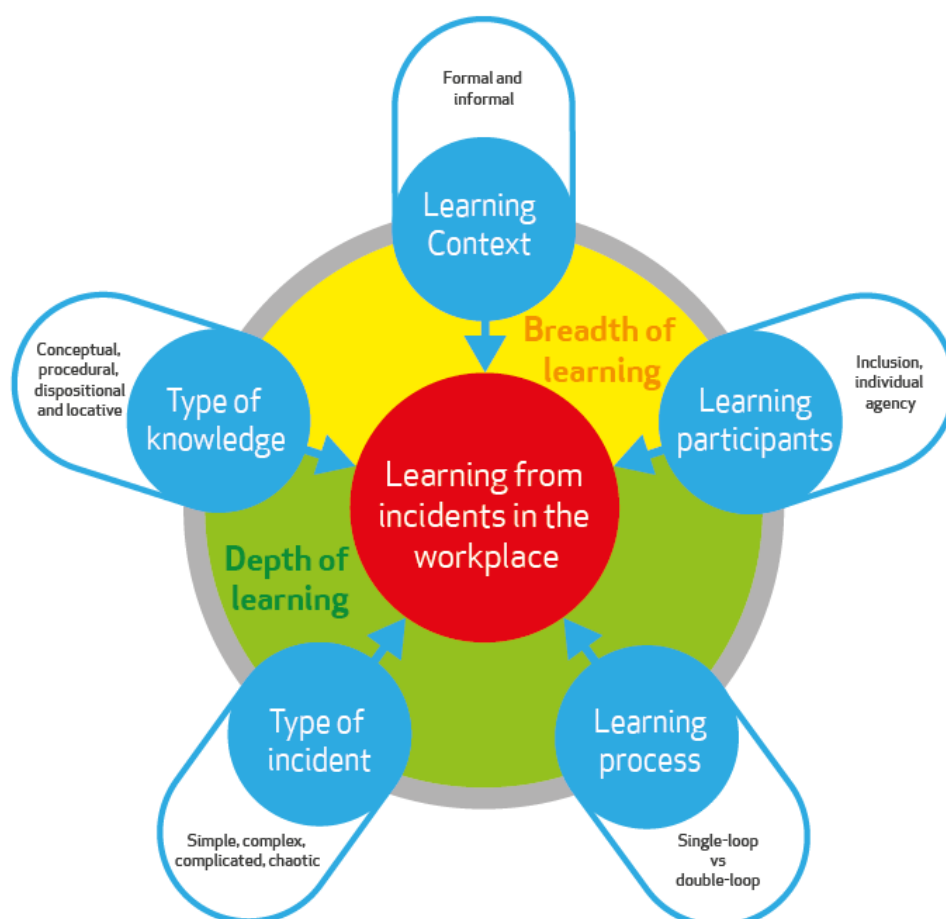 Formal and
informal
Learning
Context
Breadth of
learning
Conceptual,
procedural,
dispositional
and locative
Type of
knowledge
Inclusion,
individual
agency
Learning
participants
Learning from
incidents in the
workplace
Depth of
learning
Type of
incident
Simple, complex,
complicated, chaotic
Learning
process
Single-loop
vs
double-loop